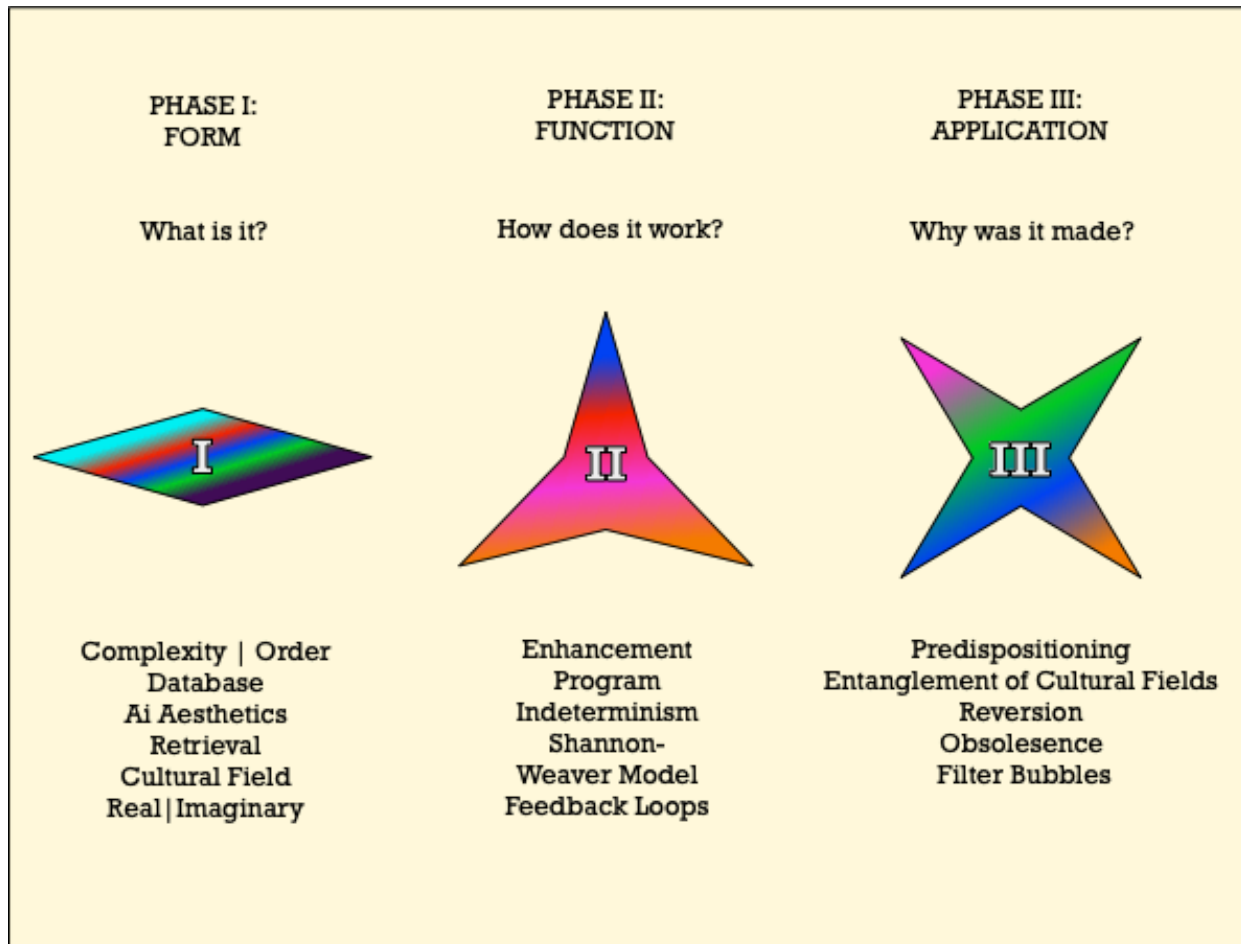 PHASE I:
FORM
What is it?
I
Complexity | Order
Database
Ai Aesthetics
Retrieval
Cultural Field
Real|Imaginary
PHASE II:
FUNCTION
How does it work?
II
Enhancement
Program
Indeterminism
Shannon-
Weaver Model
Feedback Loops
PHASE III:
APPLICATION
Why was it made?
III
Predispositioning
Entanglement of Cultural Fields
Reversion
Obsolesence
Filter Bubbles